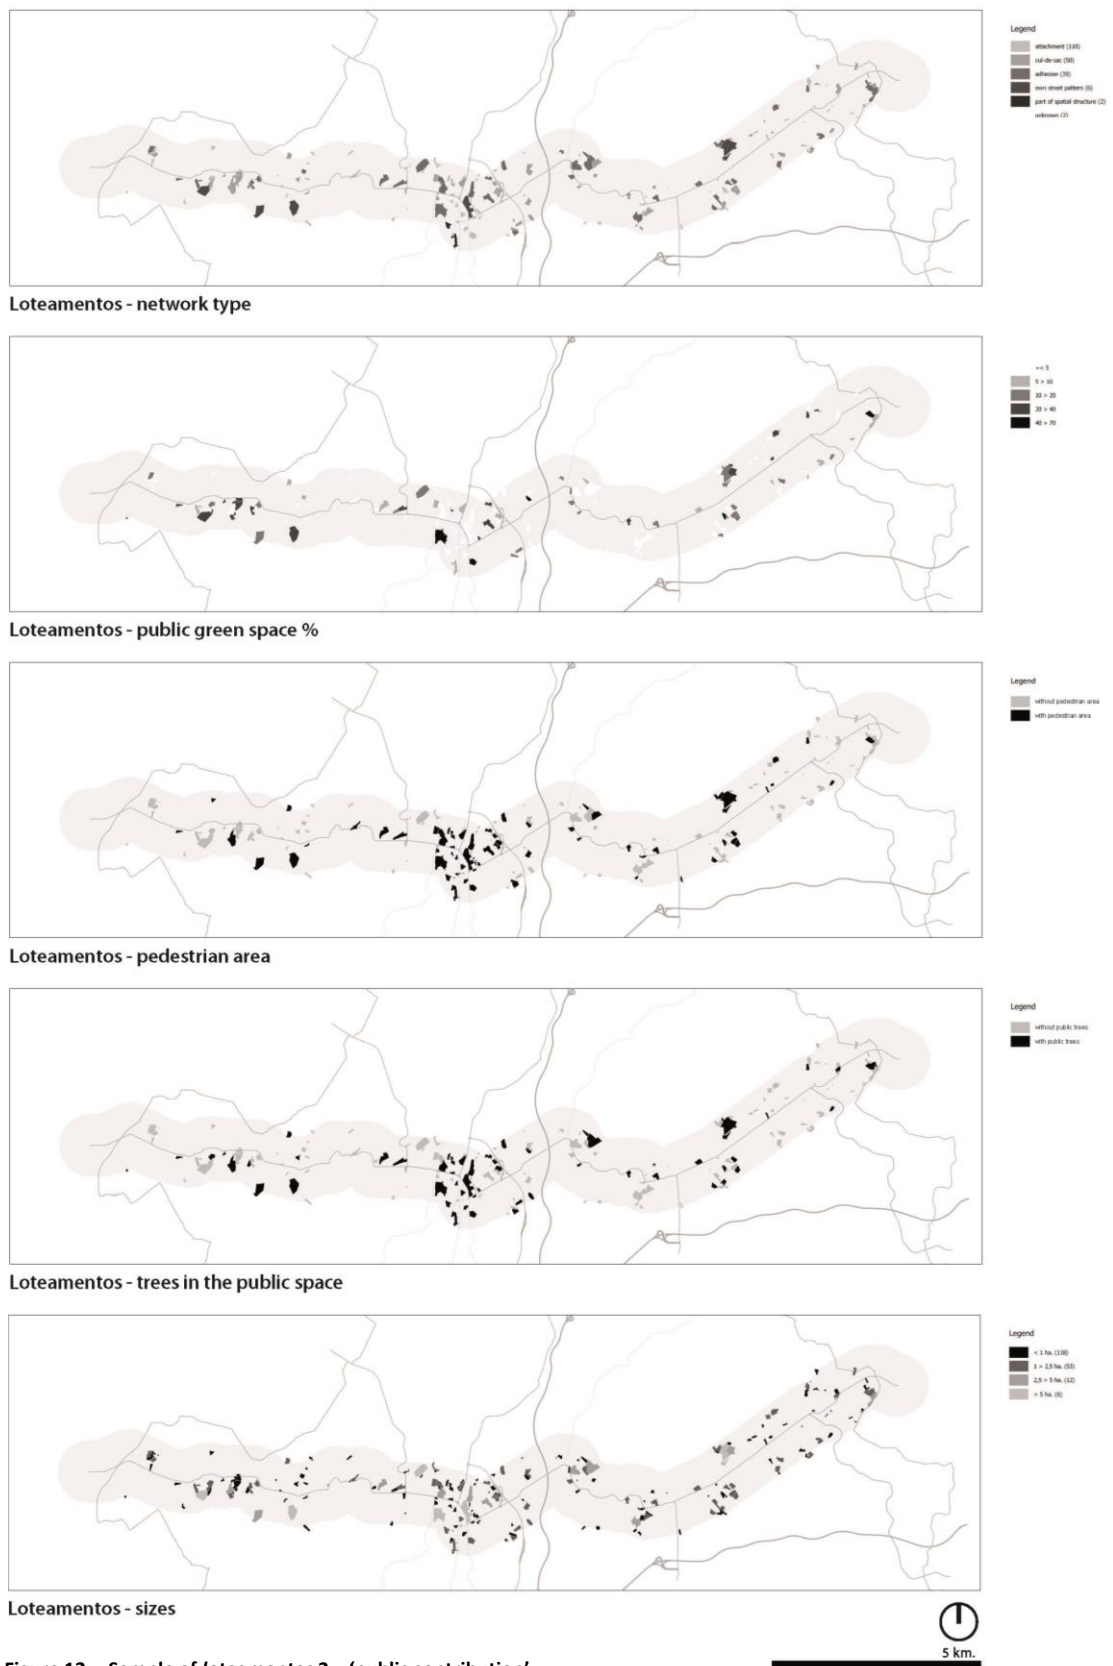 Legend
attachment (110)
cul-de-sac (50)
adhesion (39)
own street pattern (6)
part of spatial structure (2)
unknown (2)
Loteamentos - network type
=< 5
5 > 10
10 > 20
20 > 40
40 > 70
Loteamentos - public green space %
Legend
without pedestrian area
with pedestrian area
Loteamentos - pedestrian area
Legend
without public trees
with public trees
Loteamentos - trees in the public space
Legend
< 1 ha. (138)
1 > 2,5 ha. (53)
2,5 > 5 ha. (12)
> 5 ha. (6)
Loteamentos - sizes
5 km.